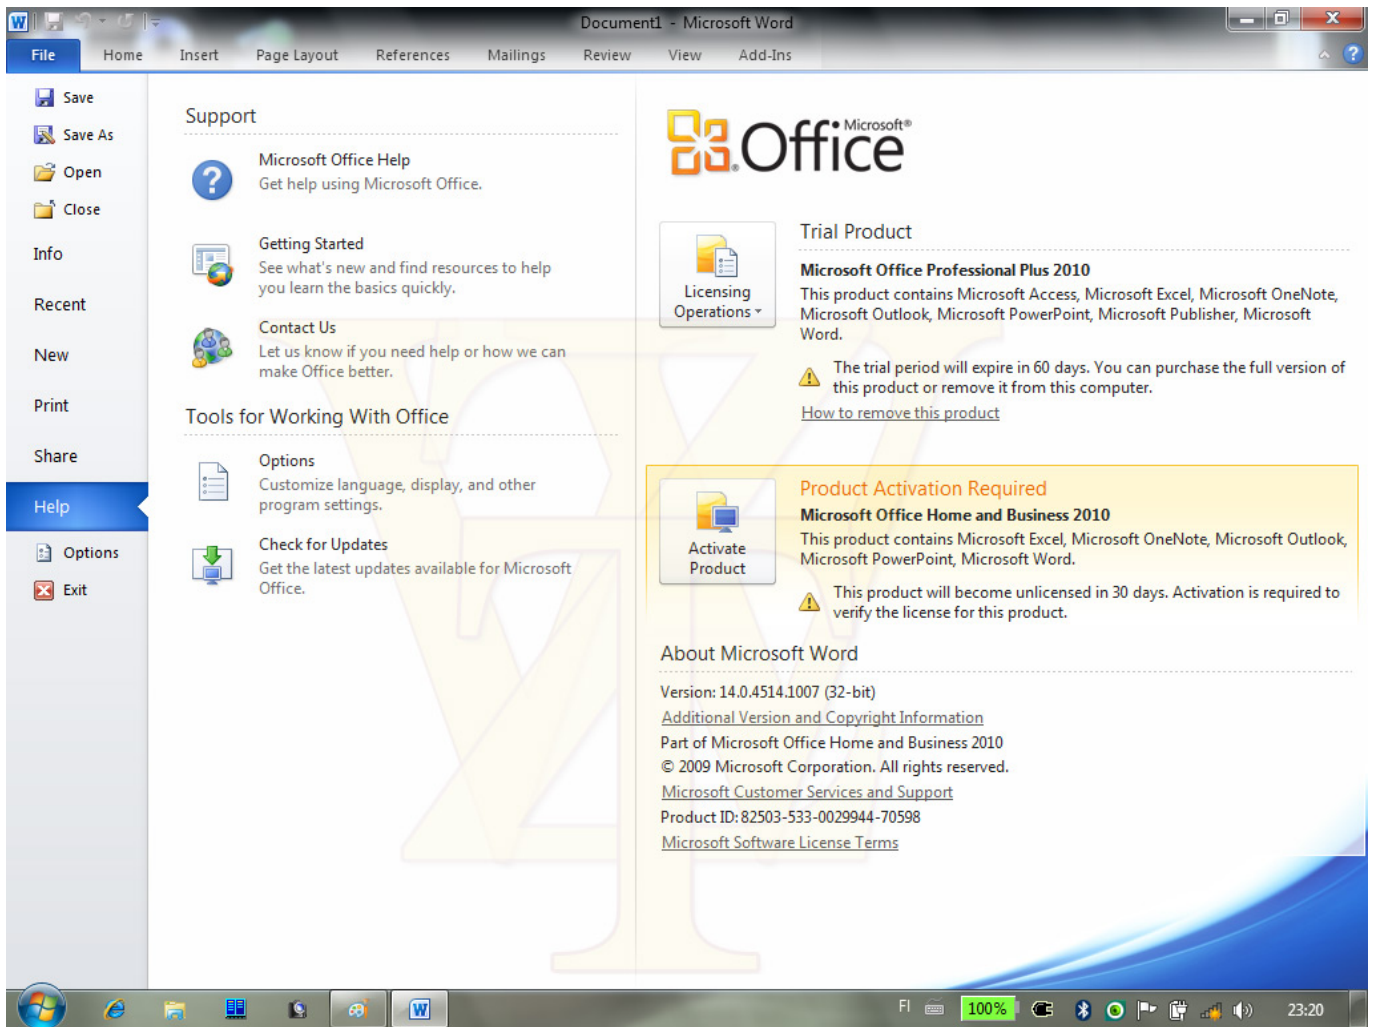 Document1 - Microsoft Word
File Home Insert Page Layout References Mailings Review View Add-Ins
Save
Save As
Open
Close
Info
Recent
New
Print
Share
Help
Options
Exit
Support
Microsoft Office Help
Get help using Microsoft Office.
Getting Started
See what's new and find resources to help
you learn the basics quickly.
Contact Us
Let us know if you need help or how we can
make Office better.
Tools for Working With Office
Options
Customize language, display, and other
program settings.
Check for Updates
Get the latest updates available for Microsoft
Office.
Microsoft®
Office
Licensing
Operations
Trial Product
Microsoft Office Professional Plus 2010
This product contains Microsoft Access, Microsoft Excel, Microsoft OneNote,
Microsoft Outlook, Microsoft PowerPoint, Microsoft Publisher, Microsoft
Word.
The trial period will expire in 60 days. You can purchase the full version of
this product or remove it from this computer.
How to remove this product
Activate
Product
Product Activation Required
Microsoft Office Home and Business 2010
This product contains Microsoft Excel, Microsoft OneNote, Microsoft Outlook,
Microsoft PowerPoint, Microsoft Word.
This product will become unlicensed in 30 days. Activation is required to
verify the license for this product.
About Microsoft Word
Version: 14.0.4514.1007 (32-bit)
Additional Version and Copyright Information
Part of Microsoft Office Home and Business 2010
© 2009 Microsoft Corporation. All rights reserved.
Microsoft Customer Services and Support
Product ID: 82503-533-0029944-70598
Microsoft Software License Terms
FI 100% 23:20